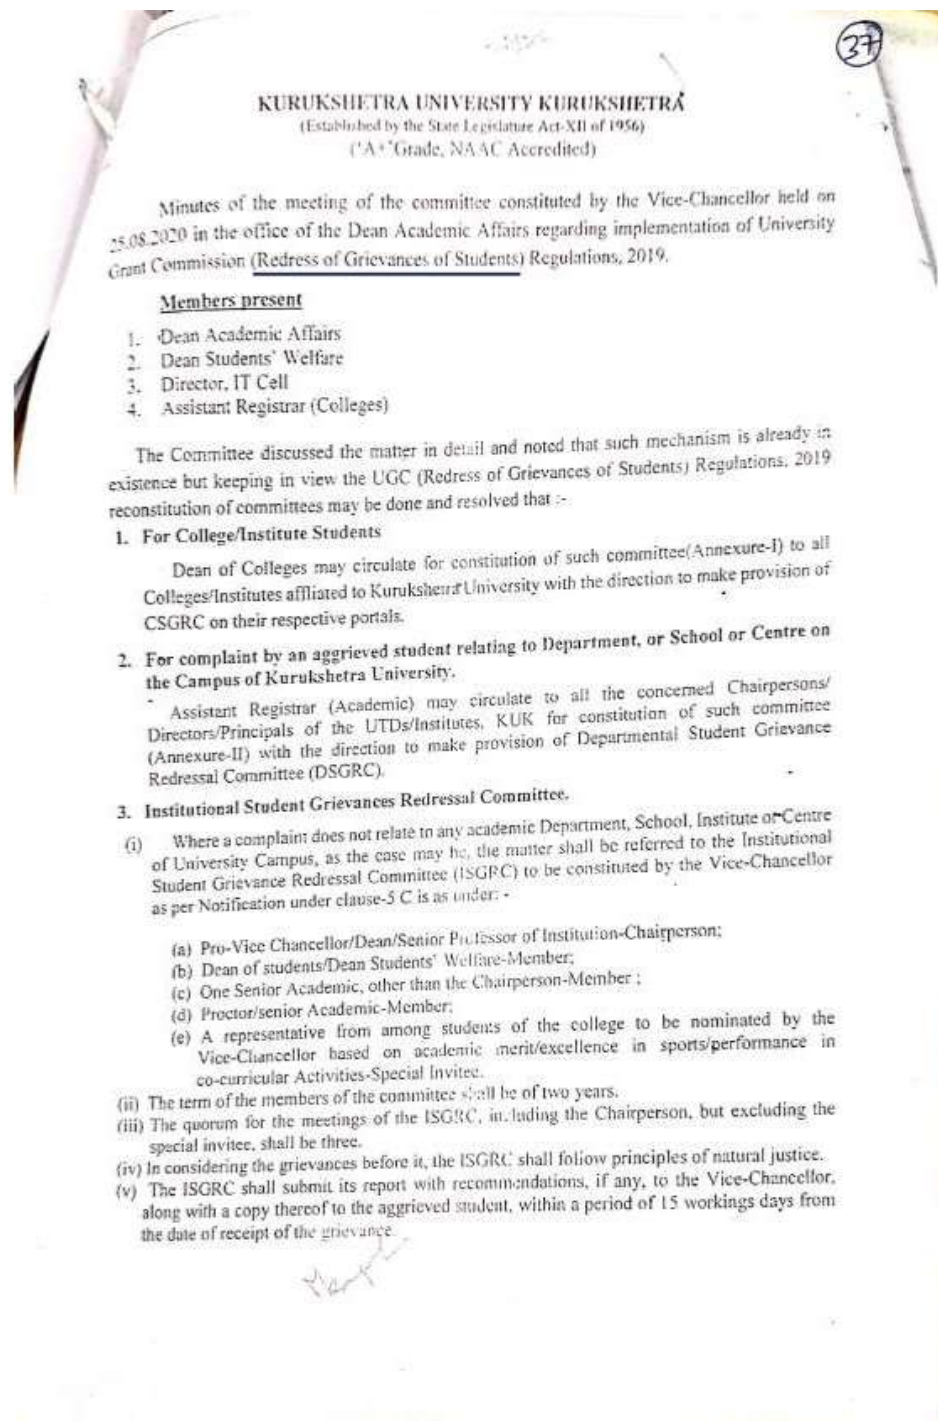 37
KURUKSHETRA UNIVERSITY KURUKSHETRA
(Established by the State Legislature Act-XII of 1956)
('A+' Grade, NAAC Accredited)
Minutes of the meeting of the committee constituted by the Vice-Chancellor held on
25.08.2020 in the office of the Dean Academic Affairs regarding implementation of University
Grant Commission (Redress of Grievances of Students) Regulations, 2019.
Members present
1. Dean Academic Affairs
2. Dean Students' Welfare
3. Director, IT Cell
4. Assistant Registrar (Colleges)
The Committee discussed the matter in detail and noted that such mechanism is already in
existence but keeping in view the UGC (Redress of Grievances of Students) Regulations, 2019
reconstitution of committees may be done and resolved that :-
1. For College/Institute Students
Dean of Colleges may circulate for constitution of such committee(Annexure-I) to all
Colleges/Institutes affliated to Kurukshetra University with the direction to make provision of
CSGRC on their respective portals.
2. For complaint by an aggrieved student relating to Department, or School or Centre on
the Campus of Kurukshetra University.
Assistant Registrar (Academic) may circulate to all the concerned Chairpersons/
Directors/Principals of the UTDs/Institutes, KUK for constitution of such committee
(Annexure-II) with the direction to make provision of Departmental Student Grievance
Redressal Committee (DSGRC).
3. Institutional Student Grievances Redressal Committee.
(i) Where a complaint does not relate to any academic Department, School, Institute or Centre
of University Campus, as the case may be, the matter shall be referred to the Institutional
Student Grievance Redressal Committee (ISGRC) to be constituted by the Vice-Chancellor
as per Notification under clause-5 C is as under: -
(a) Pro-Vice Chancellor/Dean/Senior Professor of Institution-Chairperson;
(b) Dean of students/Dean Students' Welfare-Member;
(c) One Senior Academic, other than the Chairperson-Member ;
(d) Proctor/senior Academic-Member;
(e) A representative from among students of the college to be nominated by the
Vice-Chancellor based on academic merit/excellence in sports/performance in
co-curricular Activities-Special Invitee.
(ii) The term of the members of the committee shall be of two years.
(iii) The quorum for the meetings of the ISGRC, including the Chairperson, but excluding the
special invitee, shall be three.
(iv) In considering the grievances before it, the ISGRC shall follow principles of natural justice.
(v) The ISGRC shall submit its report with recommendations, if any, to the Vice-Chancellor,
along with a copy thereof to the aggrieved student, within a period of 15 workings days from
the date of receipt of the grievance.